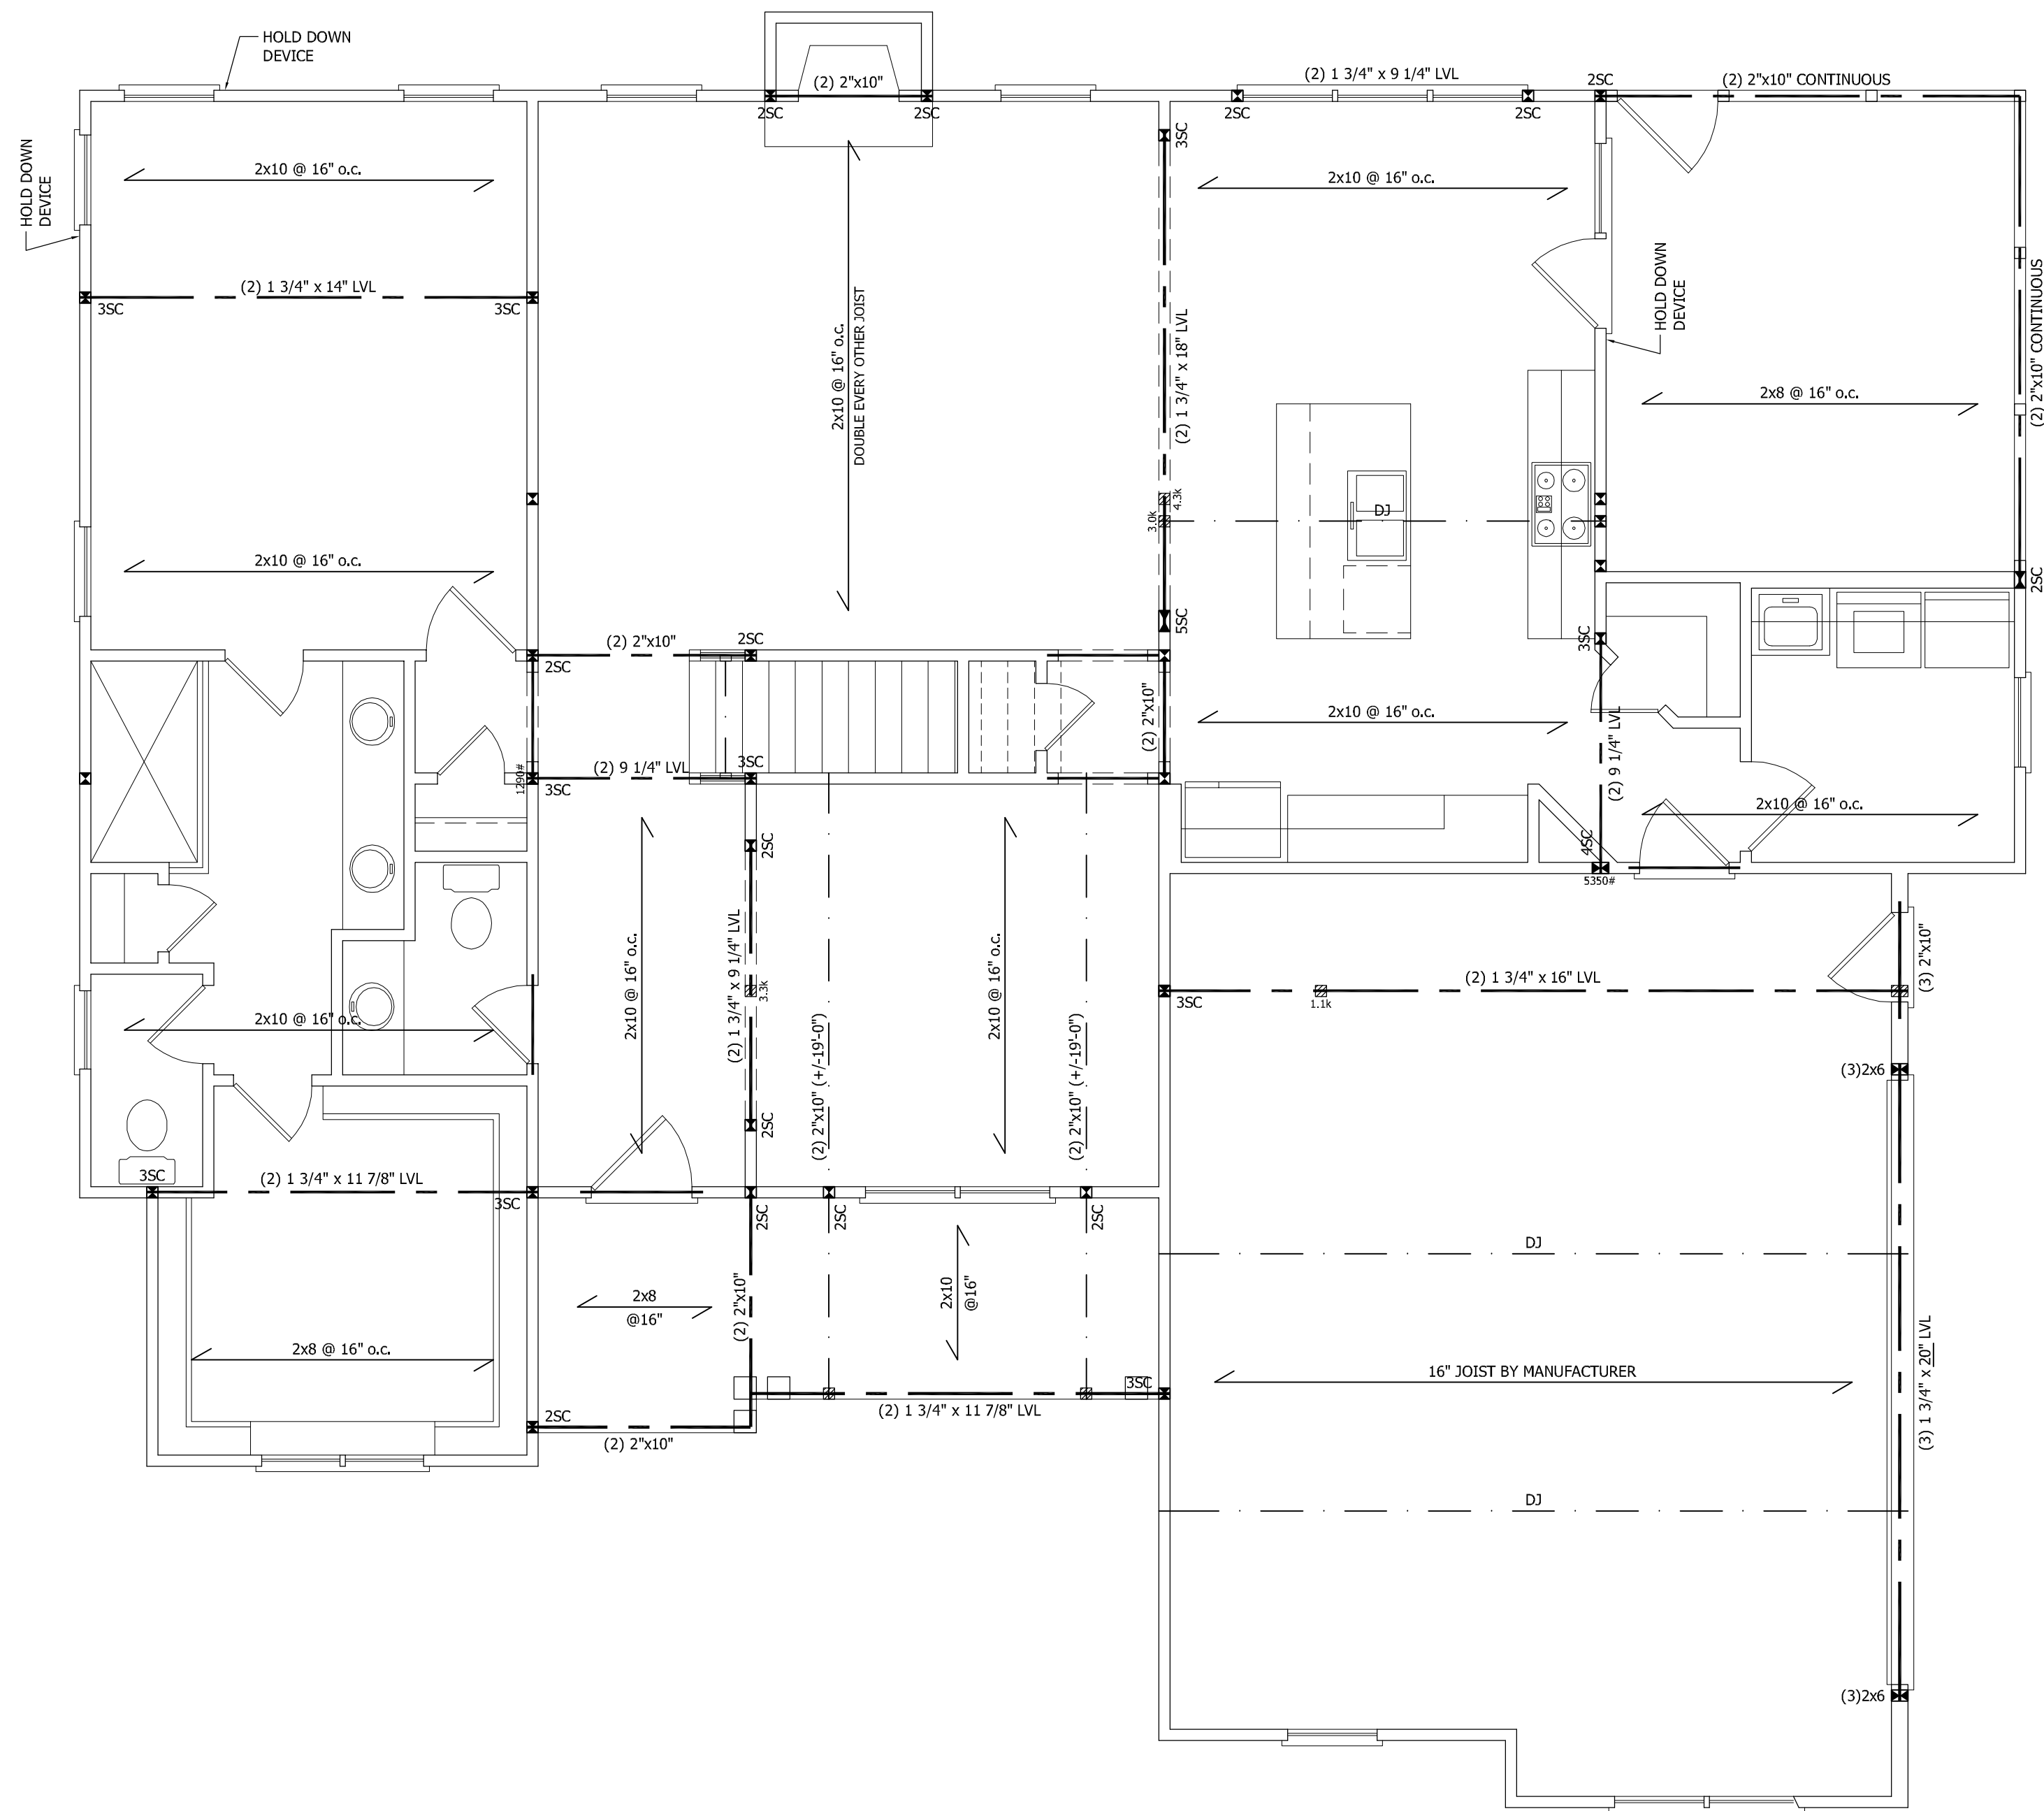 HOLD DOWN
DEVICE
(2) 2"x10"
2SC
2SC
(2) 1 3/4" x 9 1/4" LVL
2SC
2SC
2SC
(2) 2"x10" CONTINUOUS
HOLD DOWN
DEVICE
2x10 @ 16" o.c.
3SC
2x10 @ 16" o.c.
HOLD DOWN
DEVICE
(2) 2"x10" CONTINUOUS
(2) 1 3/4" x 14" LVL
3SC
3SC
2x10 @ 16" o.c.
DOUBLE EVERY OTHER JOIST
(2) 1 3/4" x 18" LVL
2x8 @ 16" o.c.
4.3k
3.0k
DJ
2x10 @ 16" o.c.
5SC
2SC
3SC
(2) 2"x10"
2SC
2SC
(2) 2"x10"
2x10 @ 16" o.c.
(2) 9 1/4" LVL
(2) 9 1/4" LVL
3SC
3SC
1290#
2x10 @ 16" o.c.
4SC
5350#
2SC
2x10 @ 16" o.c.
(2) 1 3/4" x 9 1/4" LVL
3.3k
2x10 @ 16" o.c.
(2) 2"x10" (+/-19'-0")
(2) 2"x10" (+/-19'-0")
(2) 1 3/4" x 16" LVL
3SC
1.1k
(3) 2"x10"
2x10 @ 16" o.c.
(3)2x6
2SC
3SC
(2) 1 3/4" x 11 7/8" LVL
3SC
2SC
2SC
2SC
DJ
2x8
@16"
(2) 2"x10"
2x10
@16"
2x8 @ 16" o.c.
16" JOIST BY MANUFACTURER
(3) 1 3/4" x 20" LVL
3SC
(2) 1 3/4" x 11 7/8" LVL
2SC
(2) 2"x10"
DJ
(3)2x6